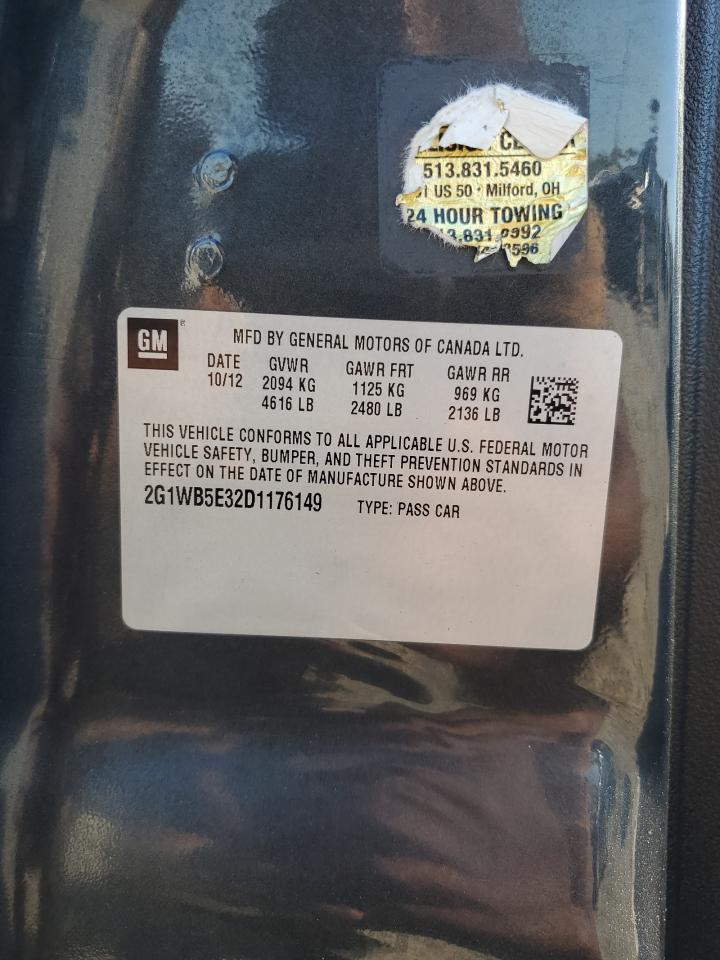 513.831.5460
US 50 • Milford, OH
24 HOUR TOWING
GM
MFD BY GENERAL MOTORS OF CANADA LTD.
DATE GVWR GAWR FRT GAWR RR
10/12 2094 KG 1125 KG 969 KG
4616 LB 2480 LB 2136 LB
THIS VEHICLE CONFORMS TO ALL APPLICABLE U.S. FEDERAL MOTOR
VEHICLE SAFETY, BUMPER, AND THEFT PREVENTION STANDARDS IN
EFFECT ON THE DATE OF MANUFACTURE SHOWN ABOVE.
2G1WB5E32D1176149 TYPE: PASS CAR